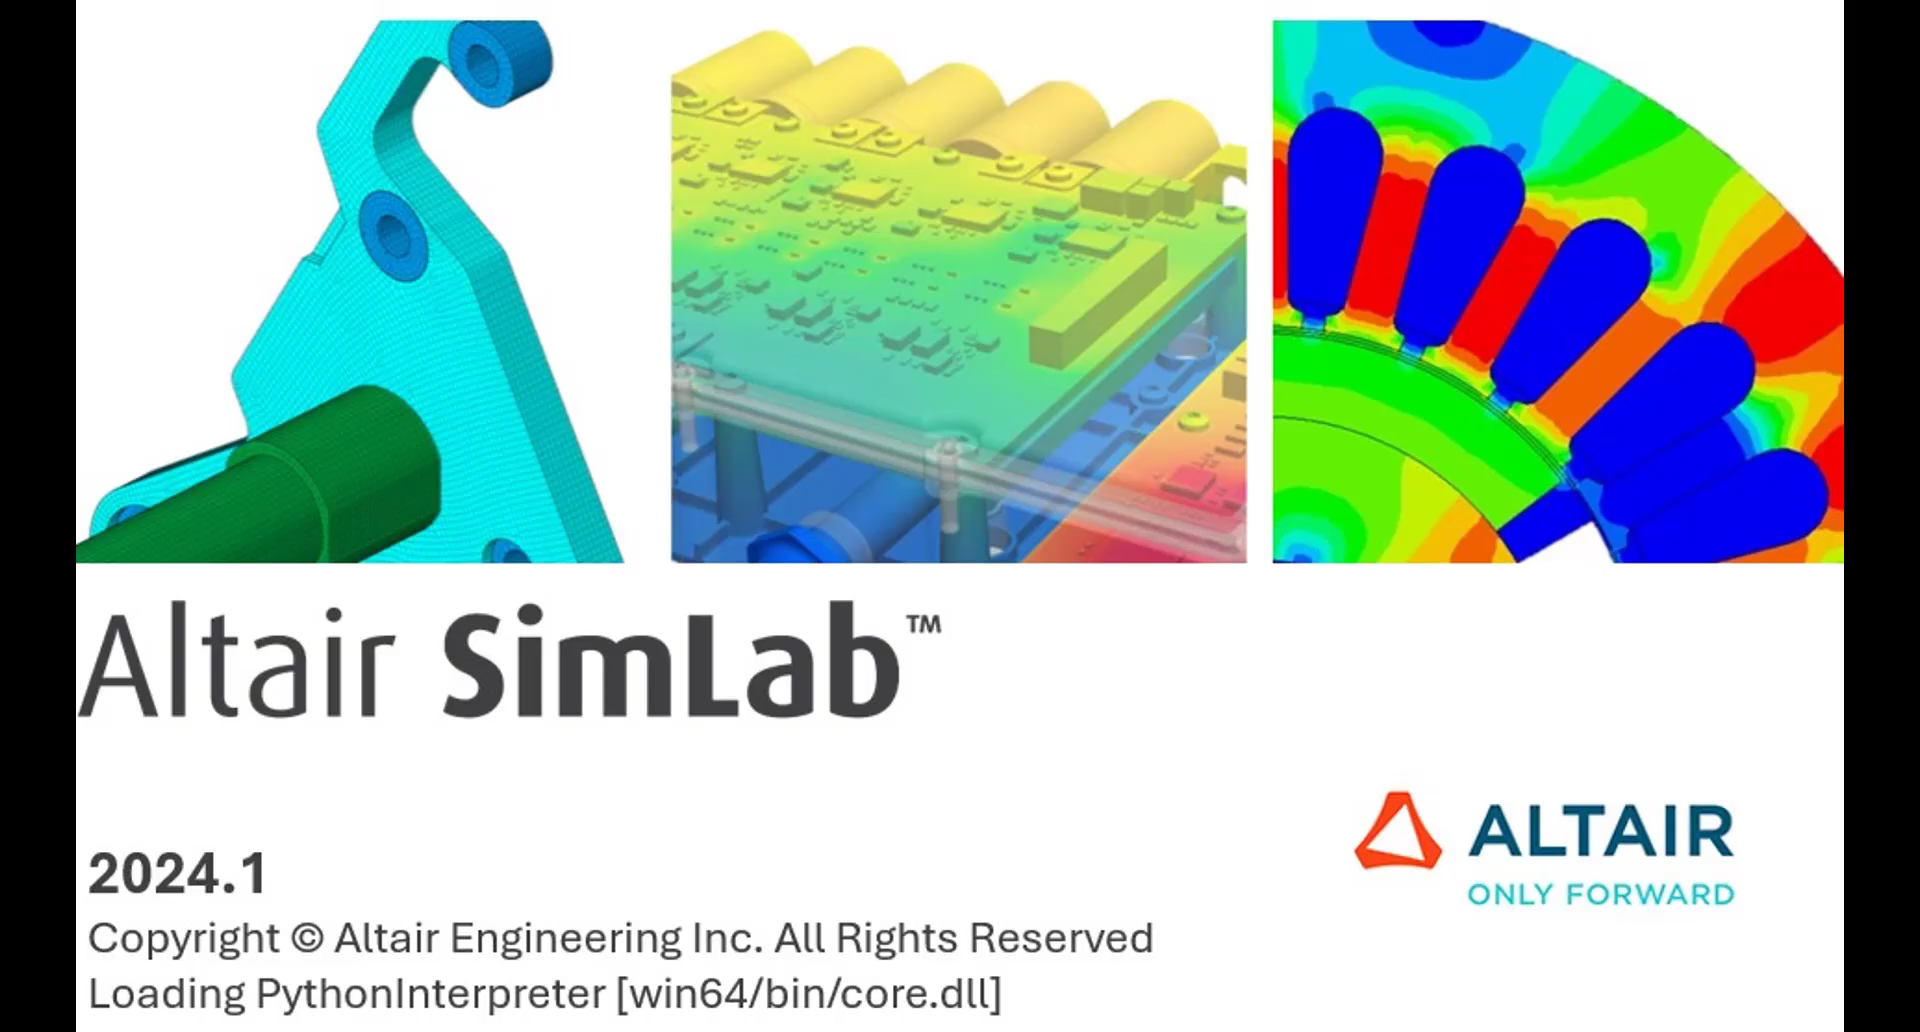 Altair SimLab™
2024.1
Copyright © Altair Engineering Inc. All Rights Reserved
Loading PythonInterpreter [win64/bin/core.dll]
ALTAIR
ONLY FORWARD